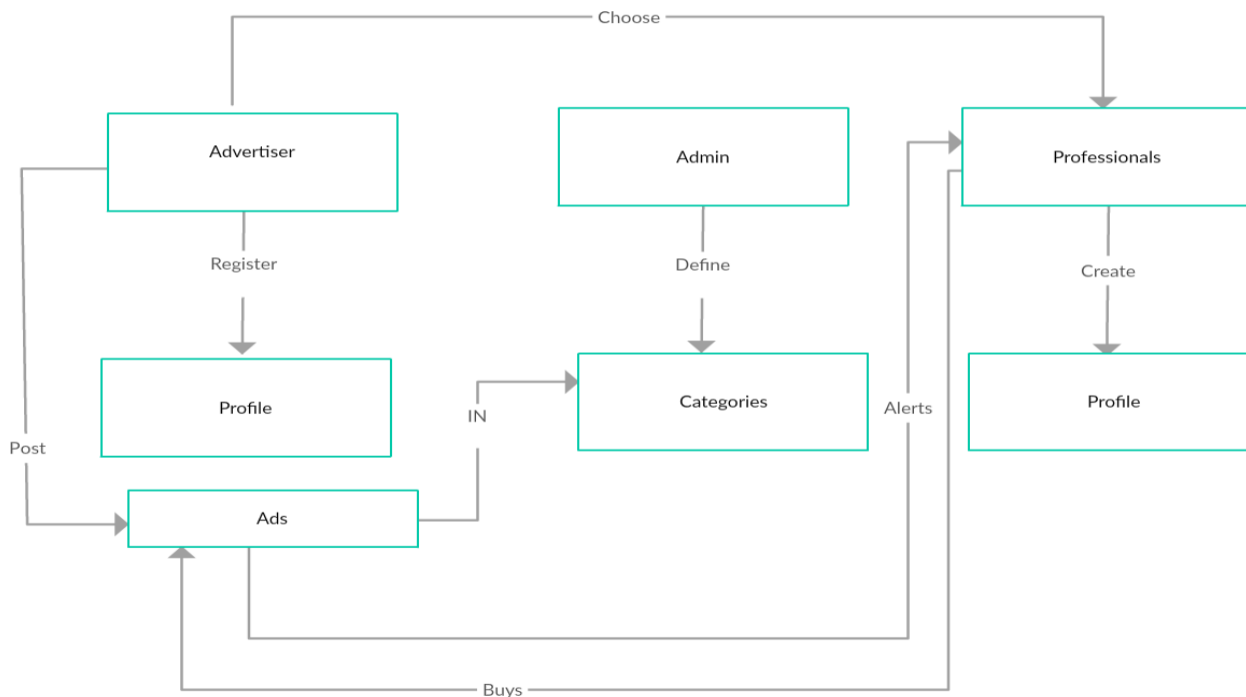 Choose
Advertiser
Admin
Professionals
Register
Define
Create
Profile
Categories
Profile
IN
Alerts
Post
Ads
Buys